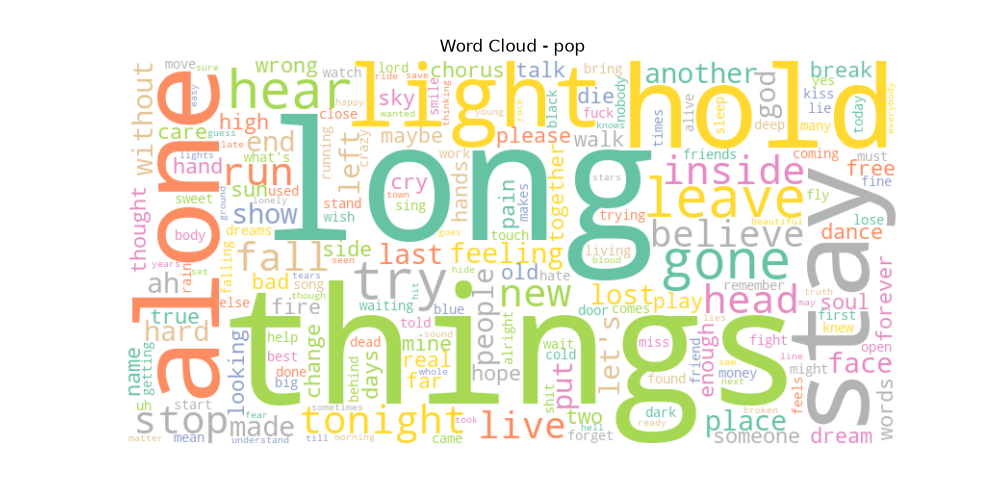 Word Cloud - pop
move
sure
wrong
watch
lord
ride
save
chorus
talk
bring
another
break
yes
kiss
lie
today
everybody
without
easy
alone
hear
happy
sky
smile
thinking
wanted
light
young
rock
black
die
fuck
nobody
knows
hold
times
alive
sleep
god
deep
many
care
guess
high
late
end
close
running
left
crazy
maybe
please
walk
what's
lights
hand
run
long
cry
town
sing
work
hands
pain
makes
together
stars
friends
inside
coming
must
free
fine
thought
sweet
ground
lonely
sun
used
stand
wish
show
dreams
body
touch
trying
leave
fly
beautiful
lose
believe
dance
stay
years
rain
falling
fall
side
last
goes
feeling
living
blood
gone
ah
set
tears
seen
bad
song
try
hide
old
hate
lost
play
remember
head
truth
may
soul
forever
true
else
though
fire
waiting
hit
blue
people
new
door
comes
first
knew
hard
things
help
change
told
mine
sound
alright
wait
let's
miss
lies
enough
fight
line
open
name
getting
looking
best
done
big
dead
behind
days
real
whole
far
hope
cold
put
shit
found
friend
saw
money
next
might
face
feels
words
uh
start
stop
made
fear
sometimes
tonight
took
live
two
hell
dark
ready
broken
place
matter
mean
understand
till
morning
came
forget
someone
dream